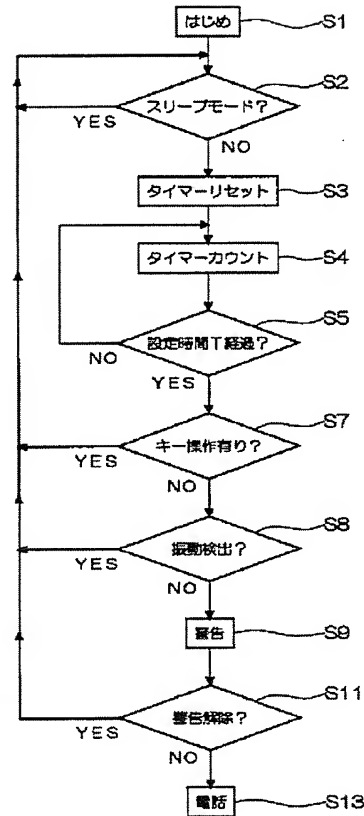 はじめ S1
スリープモード? S2
YES
NO
タイマーリセット S3
タイマーカウント S4
設定時間T経過? S5
NO
YES
キー操作有り? S7
YES
NO
振動検出? S8
YES
NO
警告 S9
警告解除? S11
YES
NO
電話 S13